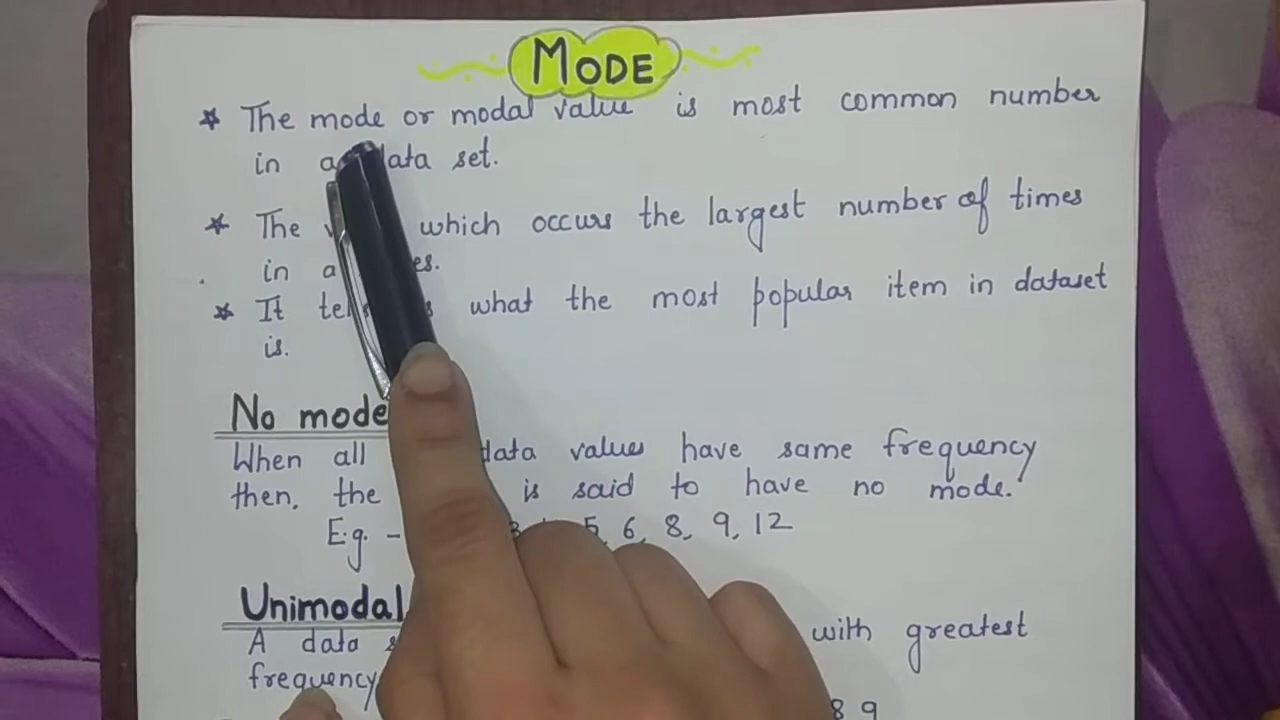 MODE
* The mode or modal value is most common number
in a data set.
* The which occurs the largest number of times
in a
* It what the most popular item in dataset
is.
No mode
When all data values have same frequency
then, the is said to have no mode.
E.g. - 5, 6, 8, 9, 12
Unimodal
A data with greatest
frequency
8 9